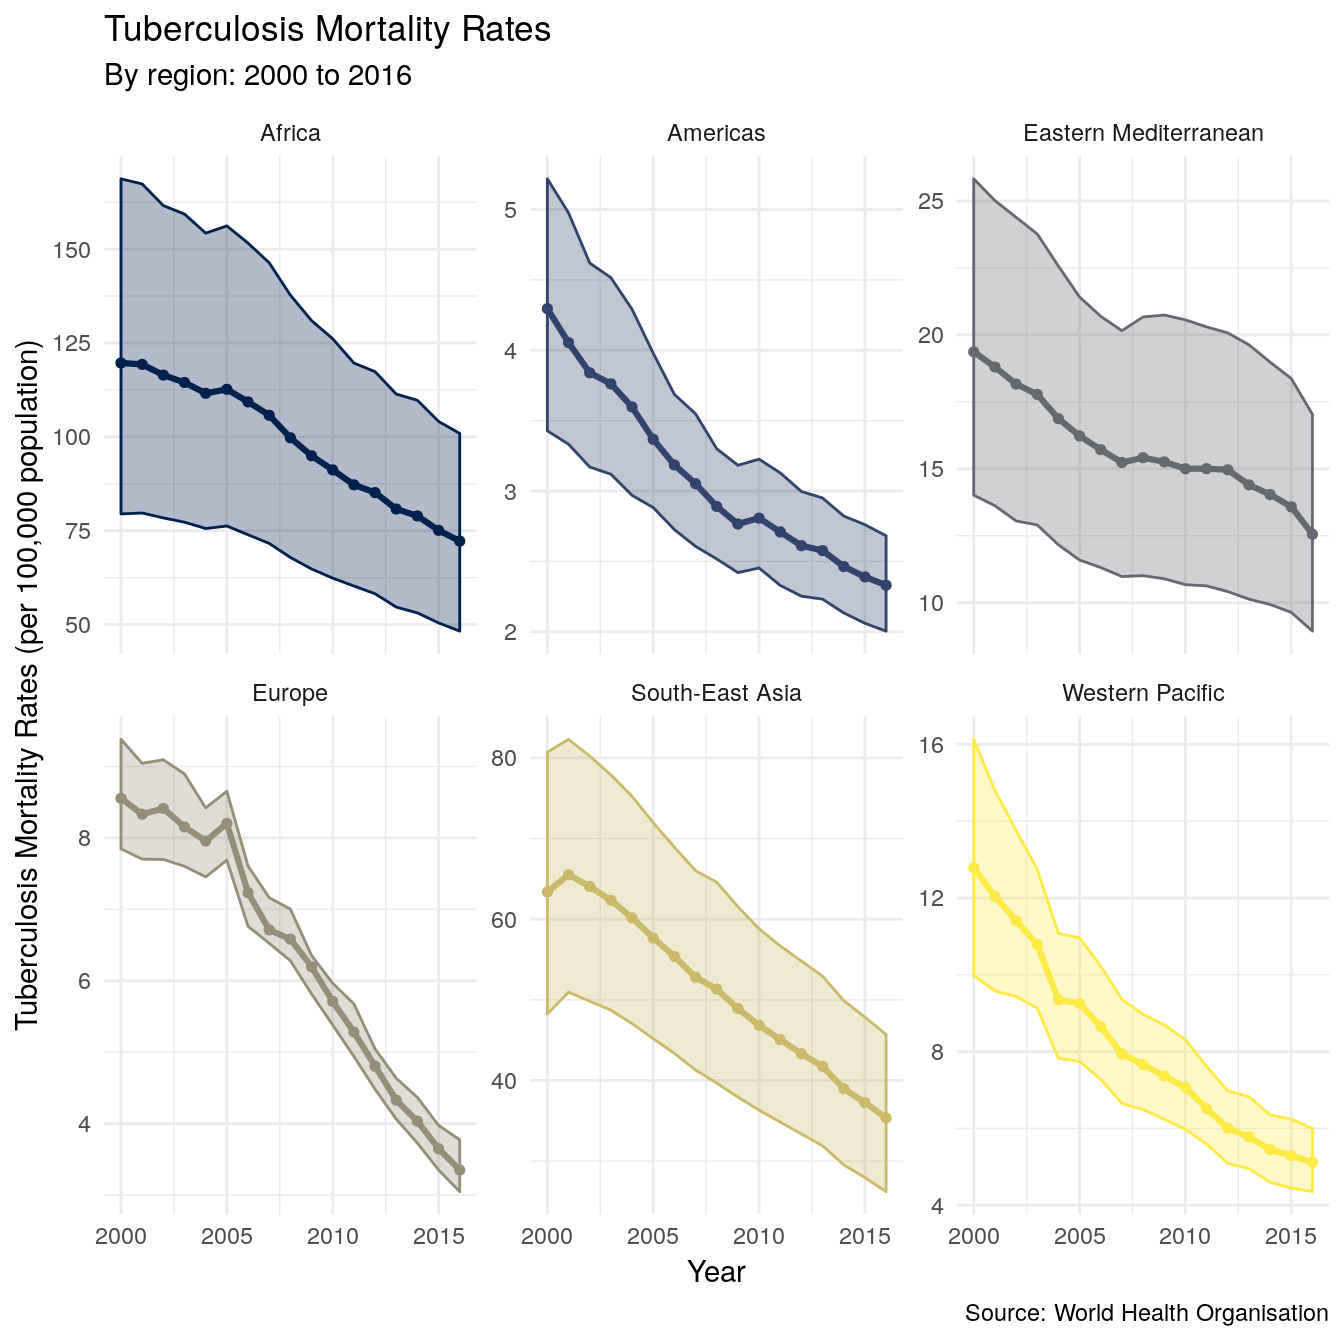 Tuberculosis Mortality Rates
By region: 2000 to 2016
Africa
Americas
Eastern Mediterranean
150
125
100
75
50
5
4
3
2
25
20
15
10
Tuberculosis Mortality Rates (per 100,000 population)
Europe
South-East Asia
Western Pacific
8
6
4
80
60
40
16
12
8
4
2000 2005 2010 2015
2000 2005 2010 2015
2000 2005 2010 2015
Year
Source: World Health Organisation